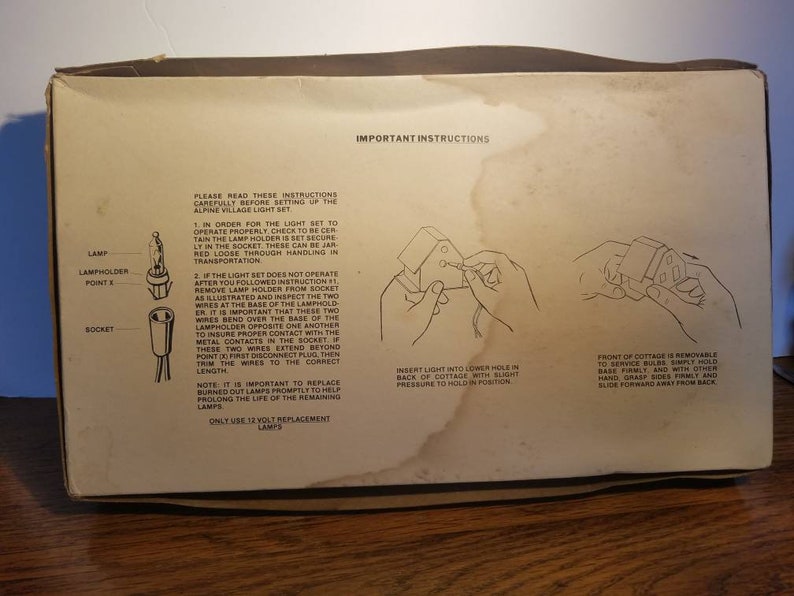 IMPORTANT INSTRUCTIONS
PLEASE READ THESE INSTRUCTIONS
CAREFULLY BEFORE SETTING UP THE
ALPINE VILLAGE LIGHT SET.
1. IN ORDER FOR THE LIGHT SET TO
OPERATE PROPERLY, CHECK TO BE CER-
TAIN THE LAMP HOLDER IS SET SECURE-
LY IN THE SOCKET. THESE CAN BE JAR-
RED LOOSE THROUGH HANDLING IN
TRANSPORTATION.
2. IF THE LIGHT SET DOES NOT OPERATE
AFTER YOU FOLLOWED INSTRUCTION #1,
REMOVE LAMP HOLDER FROM SOCKET
AS ILLUSTRATED AND INSPECT THE TWO
WIRES AT THE BASE OF THE LAMPHOLD-
ER. IT IS IMPORTANT THAT THESE TWO
WIRES BEND OVER THE BASE OF THE
LAMPHOLDER OPPOSITE ONE ANOTHER
TO INSURE PROPER CONTACT WITH THE
METAL CONTACTS IN THE SOCKET. IF
THESE TWO WIRES EXTEND BEYOND
POINT (X) FIRST DISCONNECT PLUG, THEN
TRIM THE WIRES TO THE CORRECT
LENGTH.
NOTE: IT IS IMPORTANT TO REPLACE
BURNED OUT LAMPS PROMPTLY TO HELP
PROLONG THE LIFE OF THE REMAINING
LAMPS.
ONLY USE 12 VOLT REPLACEMENT
LAMPS
LAMP
LAMPHOLDER
POINT X
SOCKET
INSERT LIGHT INTO LOWER HOLE IN
BACK OF COTTAGE WITH SLIGHT
PRESSURE TO HOLD IN POSITION.
FRONT OF COTTAGE IS REMOVABLE
TO SERVICE BULBS. SIMPLY HOLD
BASE FIRMLY, AND WITH OTHER
HAND, GRASP SIDES FIRMLY AND
SLIDE FORWARD AWAY FROM BACK.